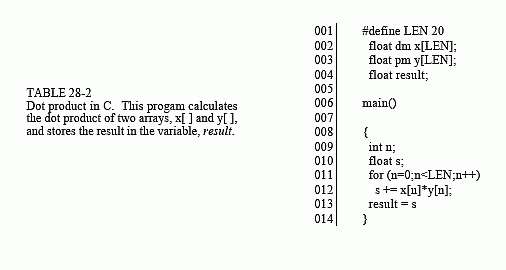 TABLE 28-2
Dot product in C. This progam calculates
the dot product of two arrays, x[ ] and y[ ],
and stores the result in the variable, result.
001 #define LEN 20
002 float dm x[LEN];
003 float pm y[LEN];
004 float result;
005
006 main()
007
008 {
009 int n;
010 float s;
011 for (n=0;n<LEN;n++)
012 s += x[n]*y[n];
013 result = s
014 }